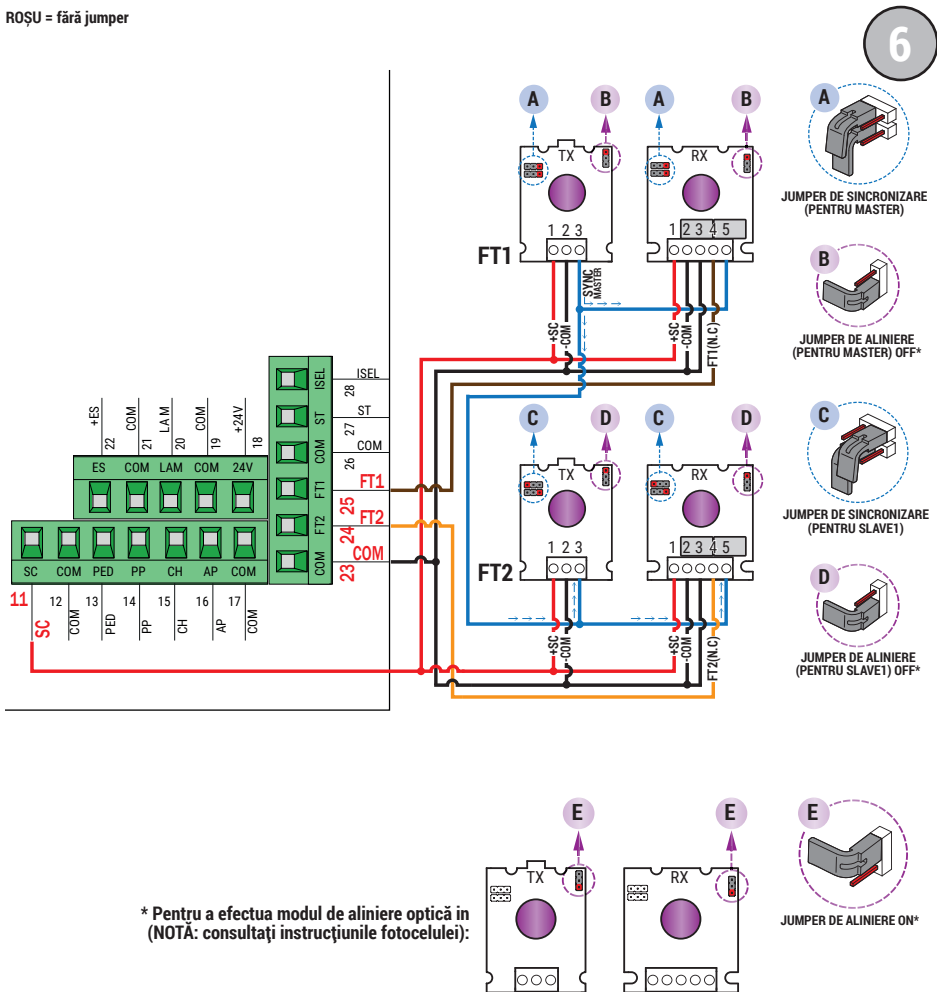 ROȘU = fără jumper
6
A
B
A
B
A
TX
RX
JUMPER DE SINCRONIZARE
(PENTRU MASTER)
1 2 3
1 2 3 4 5
FT1
SYNC
MASTER
+SC
-COM
+SC
-COM
FT1(N.C)
B
JUMPER DE ALINIERE
(PENTRU MASTER) OFF*
C
D
C
D
C
TX
RX
JUMPER DE SINCRONIZARE
(PENTRU SLAVE1)
1 2 3
1 2 3 4 5
FT2
+SC
-COM
+SC
-COM
FT2(N.C)
D
JUMPER DE ALINIERE
(PENTRU SLAVE1) OFF*
ISEL
ISEL
28
ST
ST
27
COM
COM
26
FT1
FT1
25
FT2
FT2
24
COM
COM
23
+ES
22
COM
21
LAM
20
COM
19
+24V
18
ES COM LAM COM 24V
SC COM PED PP CH AP COM
11
SC
12
COM
13
PED
14
PP
15
CH
16
AP
17
COM
E
E
E
TX
RX
JUMPER DE ALINIERE ON*
* Pentru a efectua modul de aliniere optică in
(NOTĂ: consultați instrucțiunile fotocelulei):